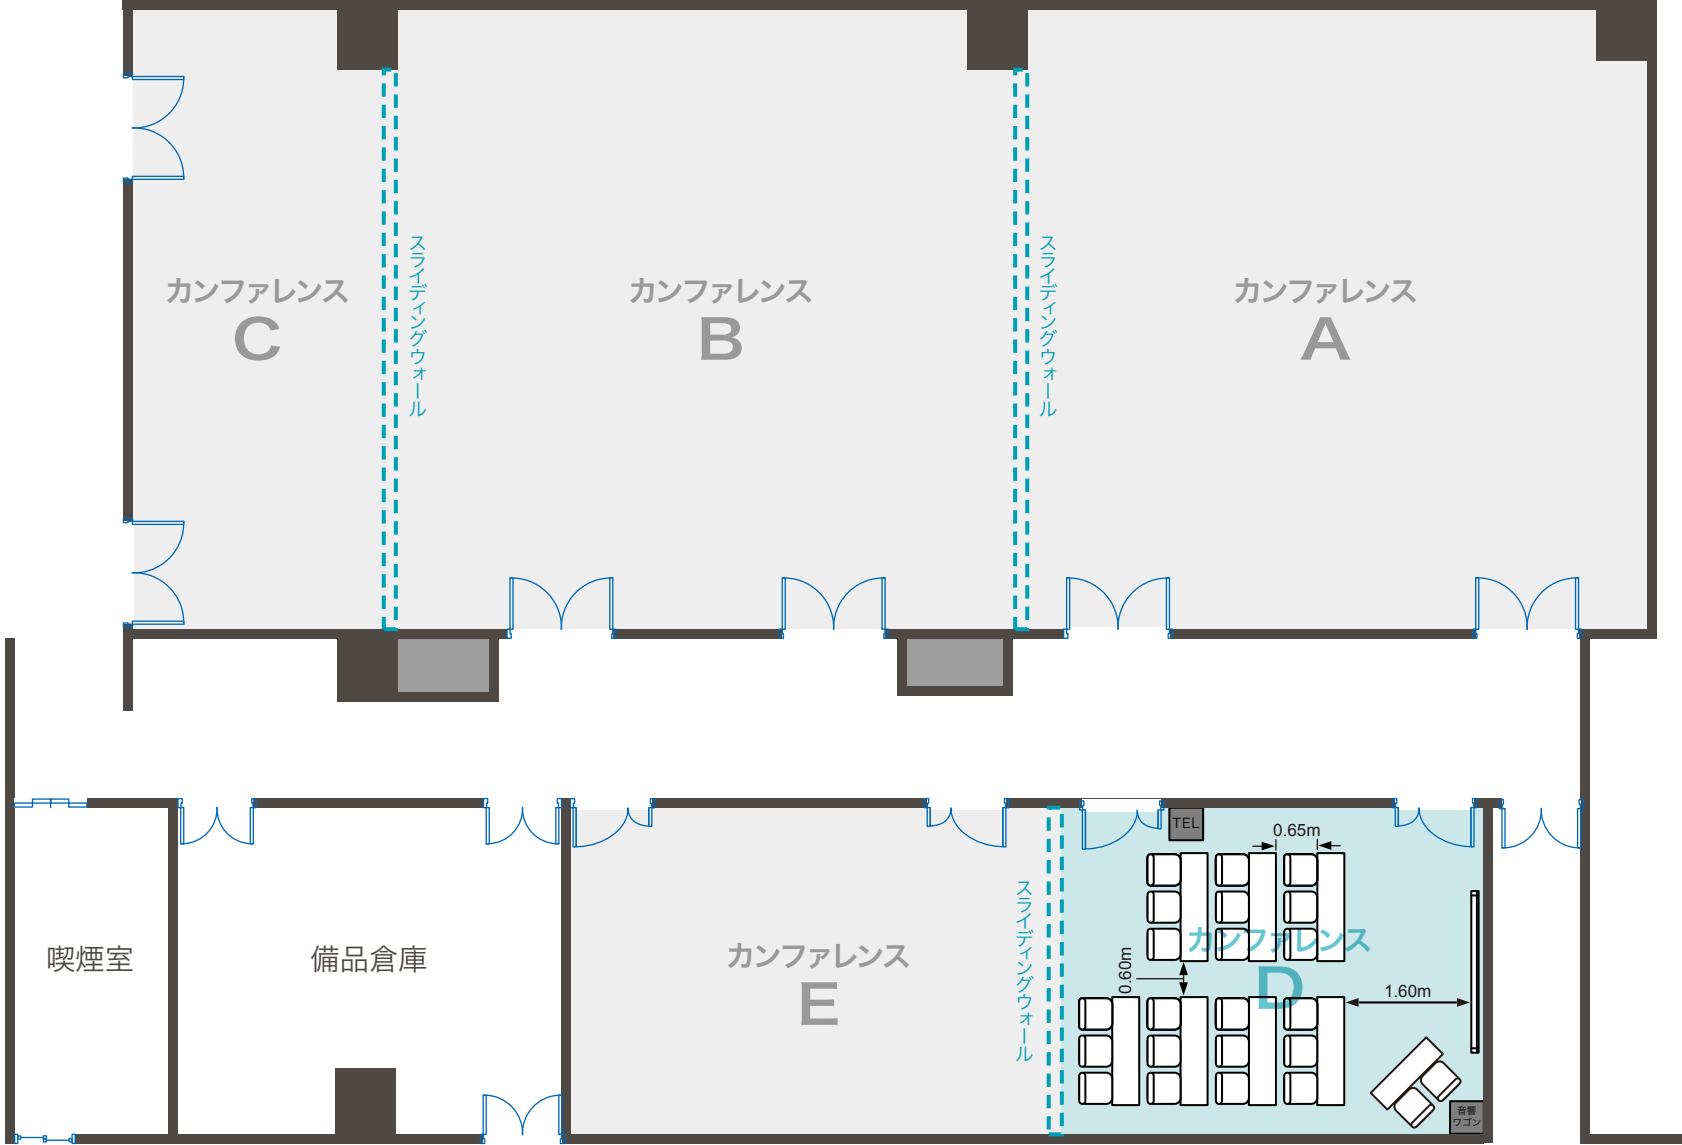 カンファレンス
C
スライディングウォール
カンファレンス
B
スライディングウォール
カンファレンス
A
喫煙室
備品倉庫
カンファレンス
E
スライディングウォール
TEL
0.65m
カンファレンス
D
0.60m
1.60m
音響
ワゴン